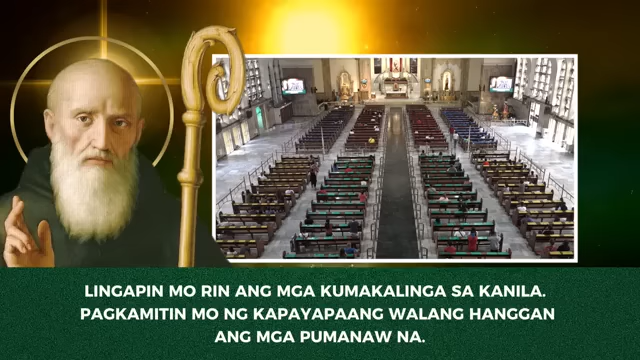 LINGAPIN MO RIN ANG MGA KUMAKALINGA SA KANILA.
PAGKAMITIN MO NG KAPAYAPAANG WALANG HANGGAN
ANG MGA PUMANAW NA.